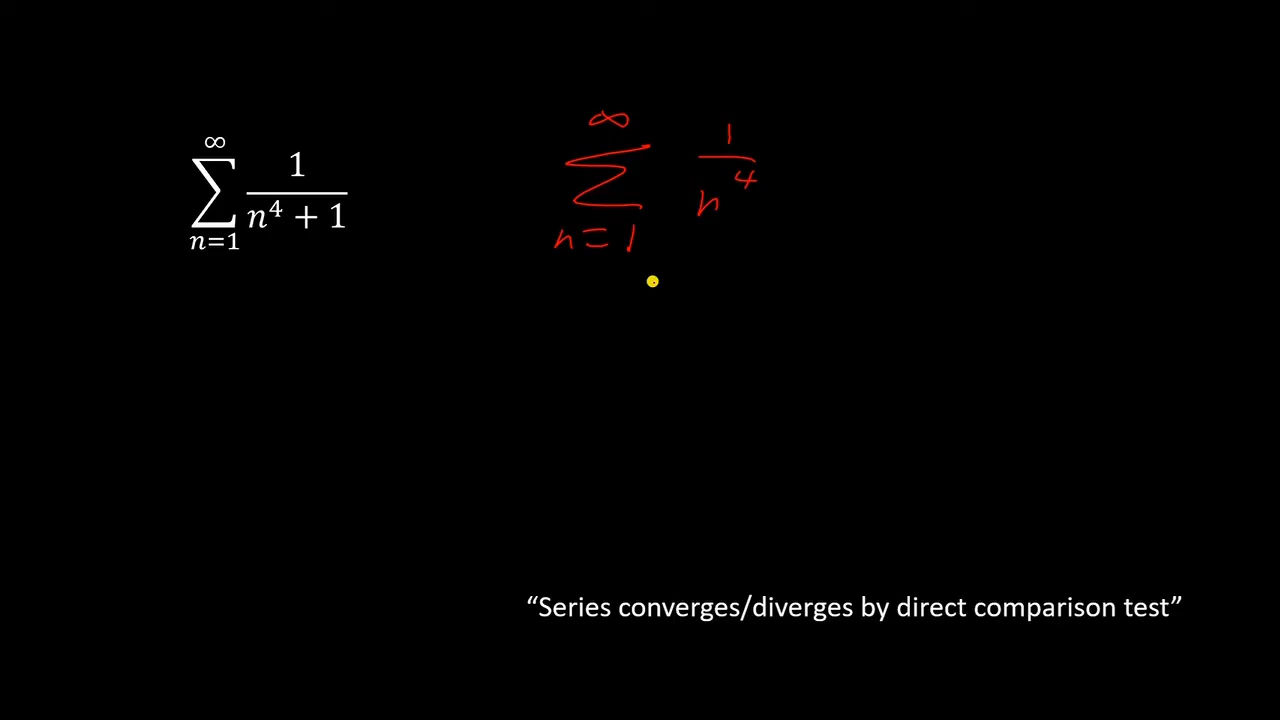 ∞
∑
n=1
1
n⁴ + 1
∞
∑
n = 1
1
n⁴
“Series converges/diverges by direct comparison test”